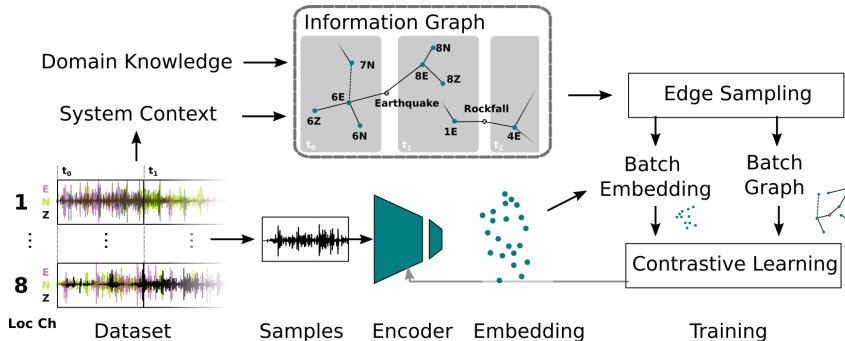 Information Graph
Domain Knowledge
System Context
7N
8N
8E
8Z
6E
Earthquake
6Z
6N
Rockfall
1E
4E
t₀
t₁
t₂
Edge Sampling
Batch
Embedding
Batch
Graph
Contrastive Learning
t₀
t₁
1
E
N
Z
8
E
N
Z
Loc Ch
Dataset
Samples
Encoder
Embedding
Training